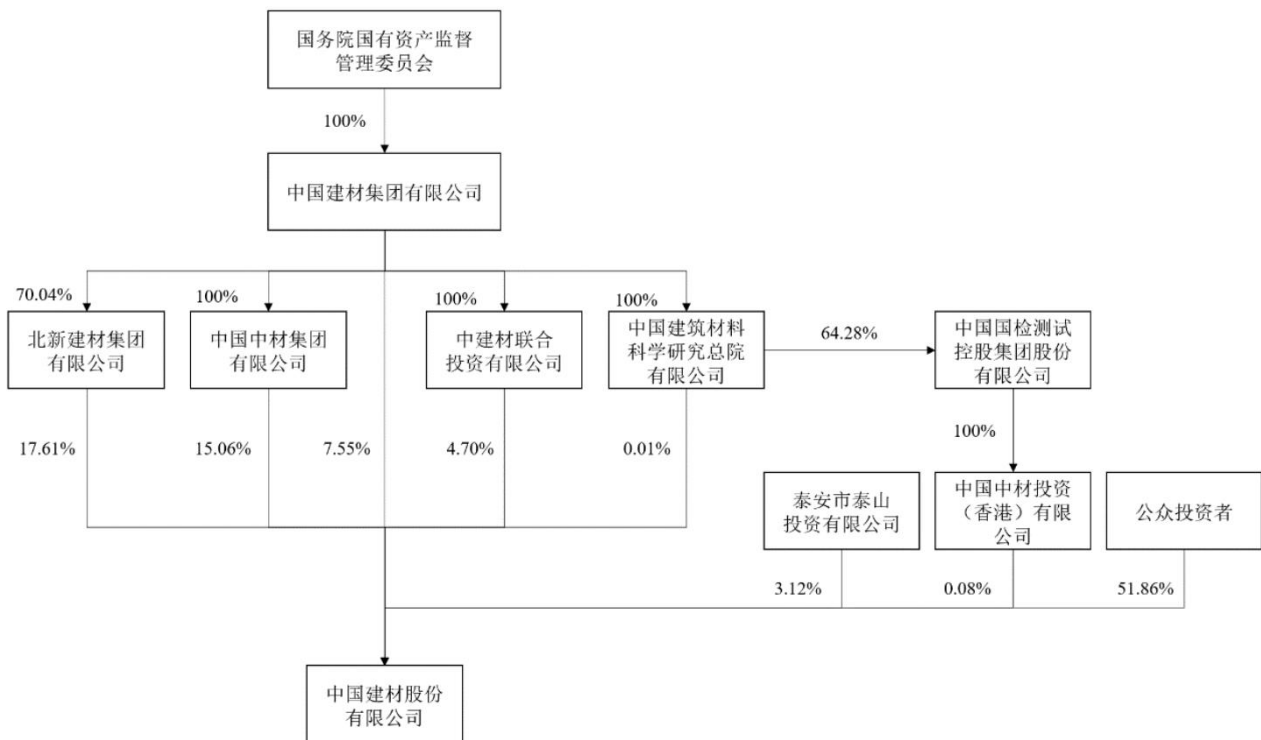 国务院国有资产监督
管理委员会
100%
中国建材集团有限公司
70.04%
100%
100%
100%
北新建材集团
有限公司
中国中材集团
有限公司
中建材联合
投资有限公司
中国建筑材料
科学研究总院
有限公司
64.28%
中国国检测试
控股集团股份
有限公司
17.61%
15.06%
7.55%
4.70%
0.01%
100%
泰安市泰山
投资有限公司
中国中材投资
（香港）有限
公司
公众投资者
3.12%
0.08%
51.86%
中国建材股份
有限公司